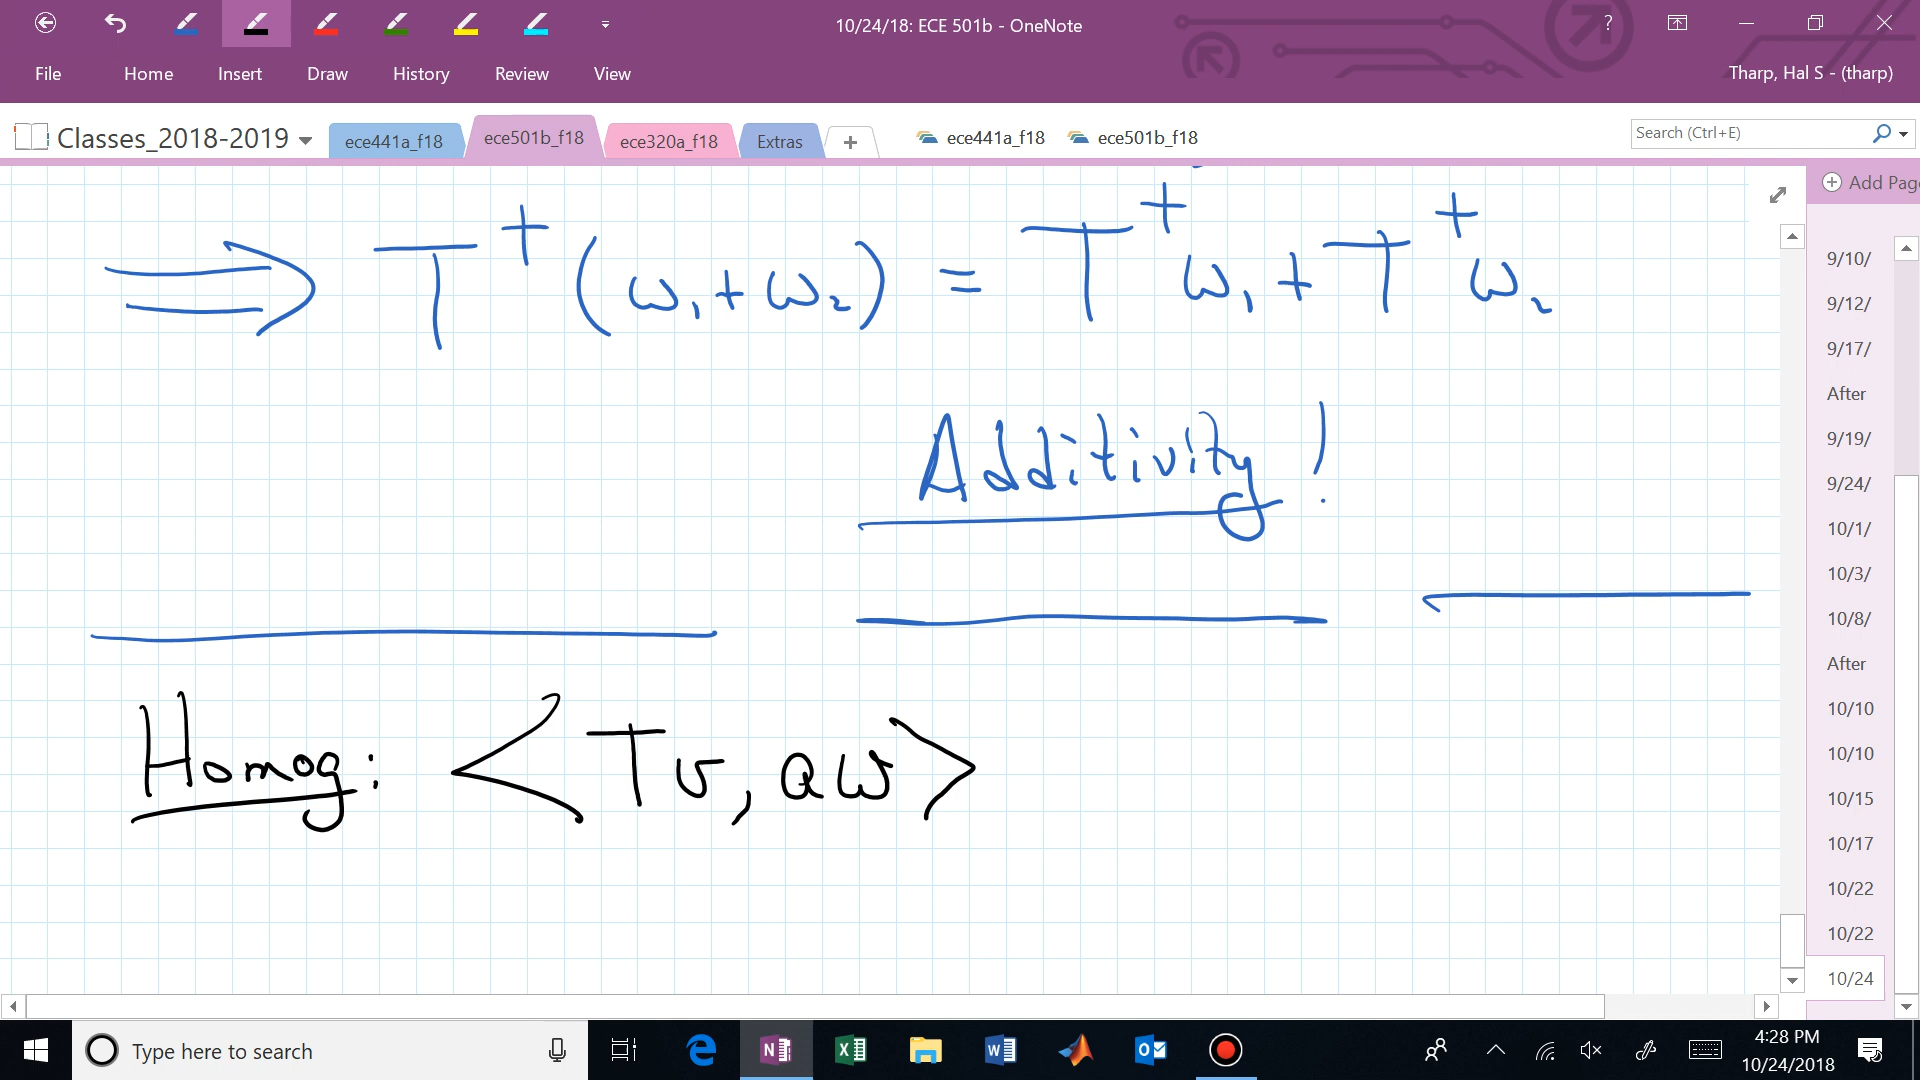 10/24/18: ECE 501b - OneNote
?
File Home Insert Draw History Review View
Tharp, Hal S - (tharp)
Classes_2018-2019
ece441a_f18
ece501b_f18
ece320a_f18
Extras
+
ece441a_f18
ece501b_f18
Search (Ctrl+E)
Add Page
⇒ T⁺(ω₁+ω₂) = T⁺ω₁ + T⁺ω₂
Additivity!
Homog: <Tv, aω>
9/10/
9/12/
9/17/
After
9/19/
9/24/
10/1/
10/3/
10/8/
After
10/10
10/10
10/15
10/17
10/22
10/22
10/24
Type here to search
4:28 PM
10/24/2018